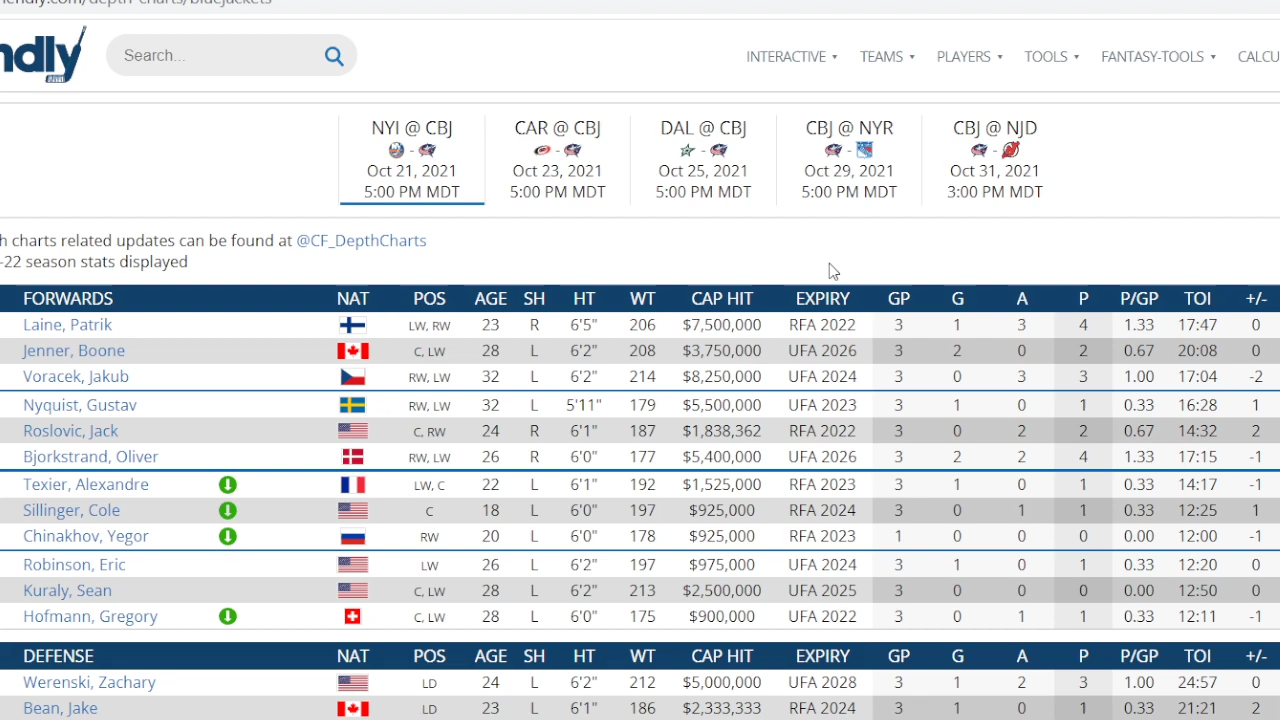 endly.com/depth-charts/bluejackets
ndly
Search...
INTERACTIVE TEAMS PLAYERS TOOLS FANTASY-TOOLS CALCU
NYI @ CBJ CAR @ CBJ DAL @ CBJ CBJ @ NYR CBJ @ NJD
- - - - -
Oct 21, 2021 Oct 23, 2021 Oct 25, 2021 Oct 29, 2021 Oct 31, 2021
5:00 PM MDT 5:00 PM MDT 5:00 PM MDT 5:00 PM MDT 3:00 PM MDT
h charts related updates can be found at @CF_DepthCharts
-22 season stats displayed
FORWARDS NAT POS AGE SH HT WT CAP HIT EXPIRY GP G A P P/GP TOI +/-
Laine, Patrik LW, RW 23 R 6'5" 206 $7,500,000 RFA 2022 3 1 3 4 1.33 17:47 0
Jenner, Boone C, LW 28 L 6'2" 208 $3,750,000 UFA 2026 3 2 0 2 0.67 20:08 0
Voracek, Jakub RW, LW 32 L 6'2" 214 $8,250,000 UFA 2024 3 0 3 3 1.00 17:04 -2
Nyquist, Gustav RW, LW 32 L 5'11" 179 $5,500,000 UFA 2023 3 1 0 1 0.33 16:28 1
Roslovic, Jack C, RW 24 R 6'1" 187 $1,838,362 RFA 2022 3 0 2 2 0.67 14:32 2
Bjorkstrand, Oliver RW, LW 26 R 6'0" 177 $5,400,000 UFA 2026 3 2 2 4 1.33 17:15 -1
Texier, Alexandre LW, C 22 L 6'1" 192 $1,525,000 RFA 2023 3 1 0 1 0.33 14:17 -1
Sillinger, Cole C 18 L 6'0" 197 $925,000 RFA 2024 3 0 1 1 0.33 12:25 1
Chinakhov, Yegor RW 20 L 6'0" 178 $925,000 RFA 2023 1 0 0 0 0.00 12:00 -1
Robinson, Eric LW 26 L 6'2" 197 $975,000 UFA 2024 3 1 0 1 0.33 12:20 0
Kuraly, Sean C, LW 28 L 6'2" 213 $2,500,000 UFA 2025 3 0 0 0 0.00 12:50 0
Hofmann, Gregory C, LW 28 L 6'0" 175 $900,000 UFA 2022 3 0 1 1 0.33 12:11 -1
DEFENSE NAT POS AGE SH HT WT CAP HIT EXPIRY GP G A P P/GP TOI +/-
Werenski, Zachary LD 24 L 6'2" 212 $5,000,000 UFA 2028 3 1 2 3 1.00 24:57 0
Bean, Jake LD 23 L 6'1" 186 $2,333,333 RFA 2024 3 1 0 1 0.33 21:21 2